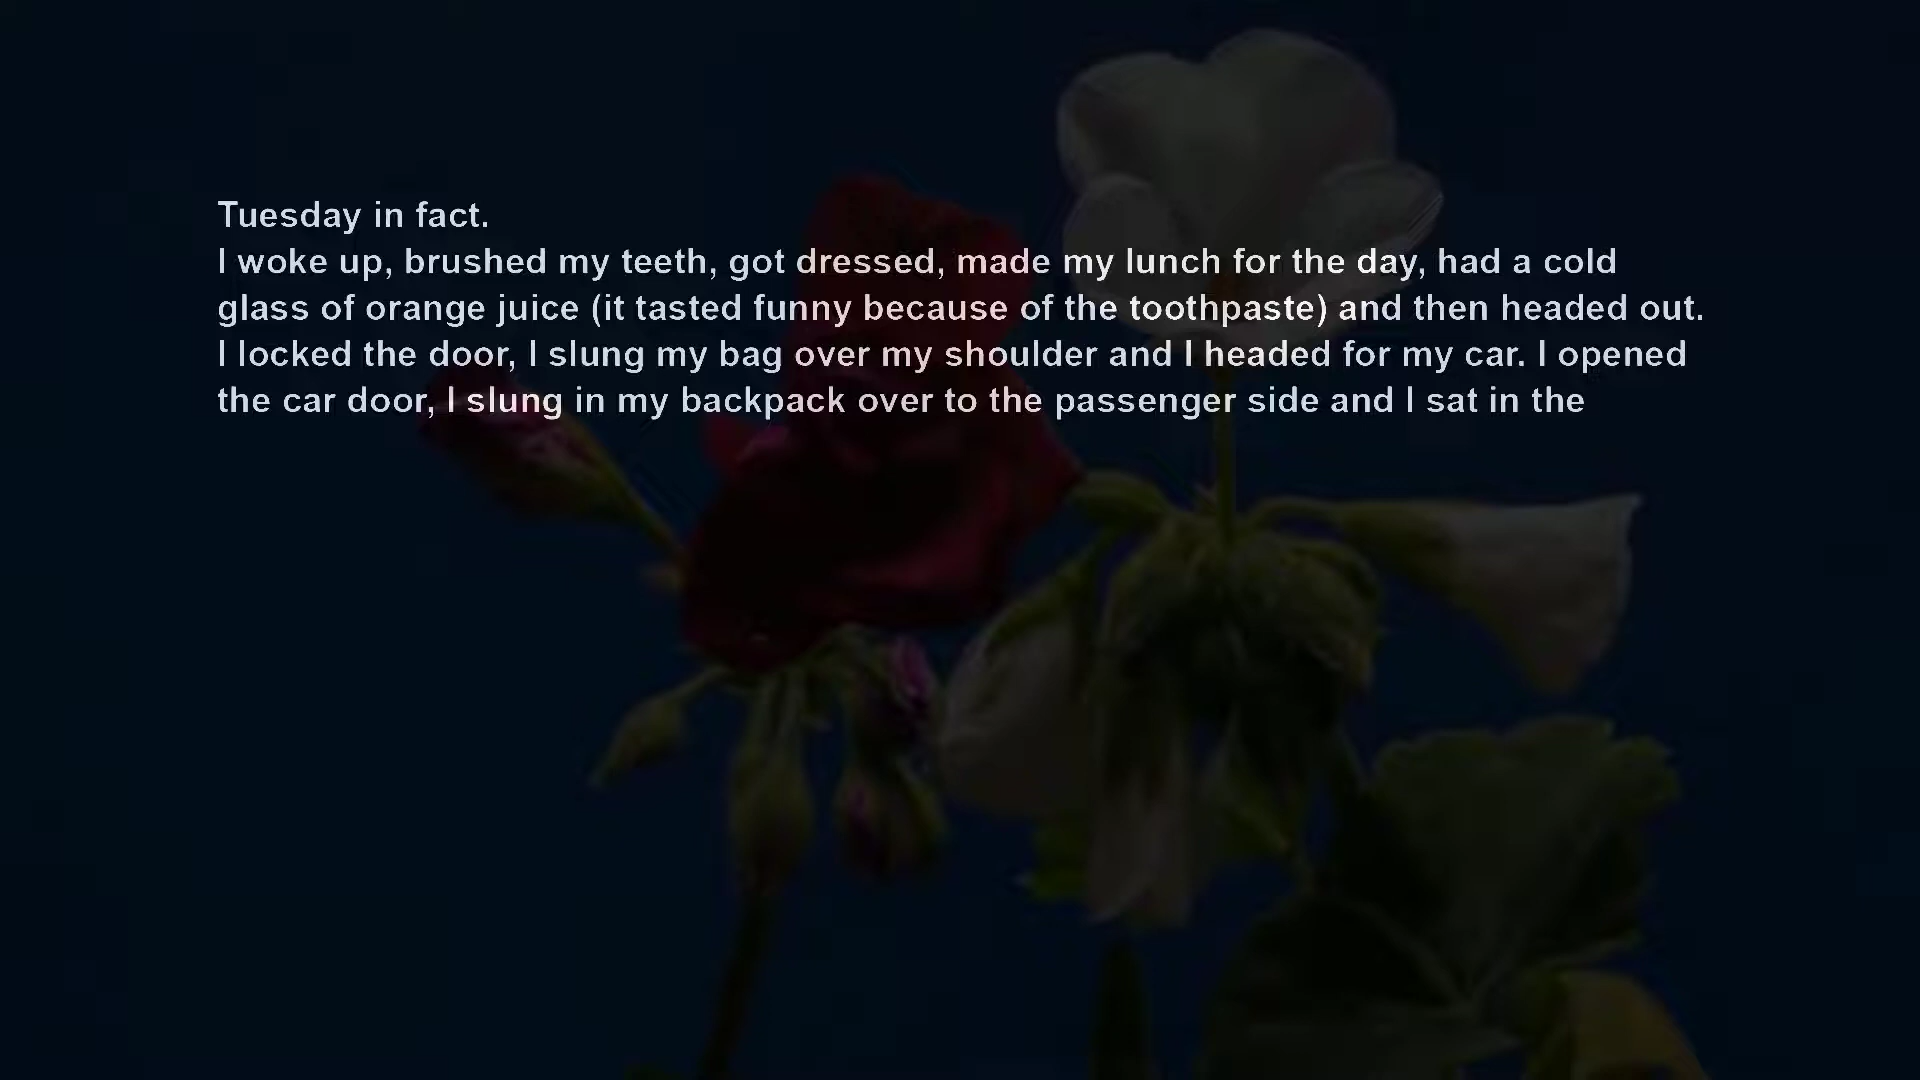 Tuesday in fact.
I woke up, brushed my teeth, got dressed, made my lunch for the day, had a cold
glass of orange juice (it tasted funny because of the toothpaste) and then headed out.
I locked the door, I slung my bag over my shoulder and I headed for my car. I opened
the car door, I slung in my backpack over to the passenger side and I sat in the